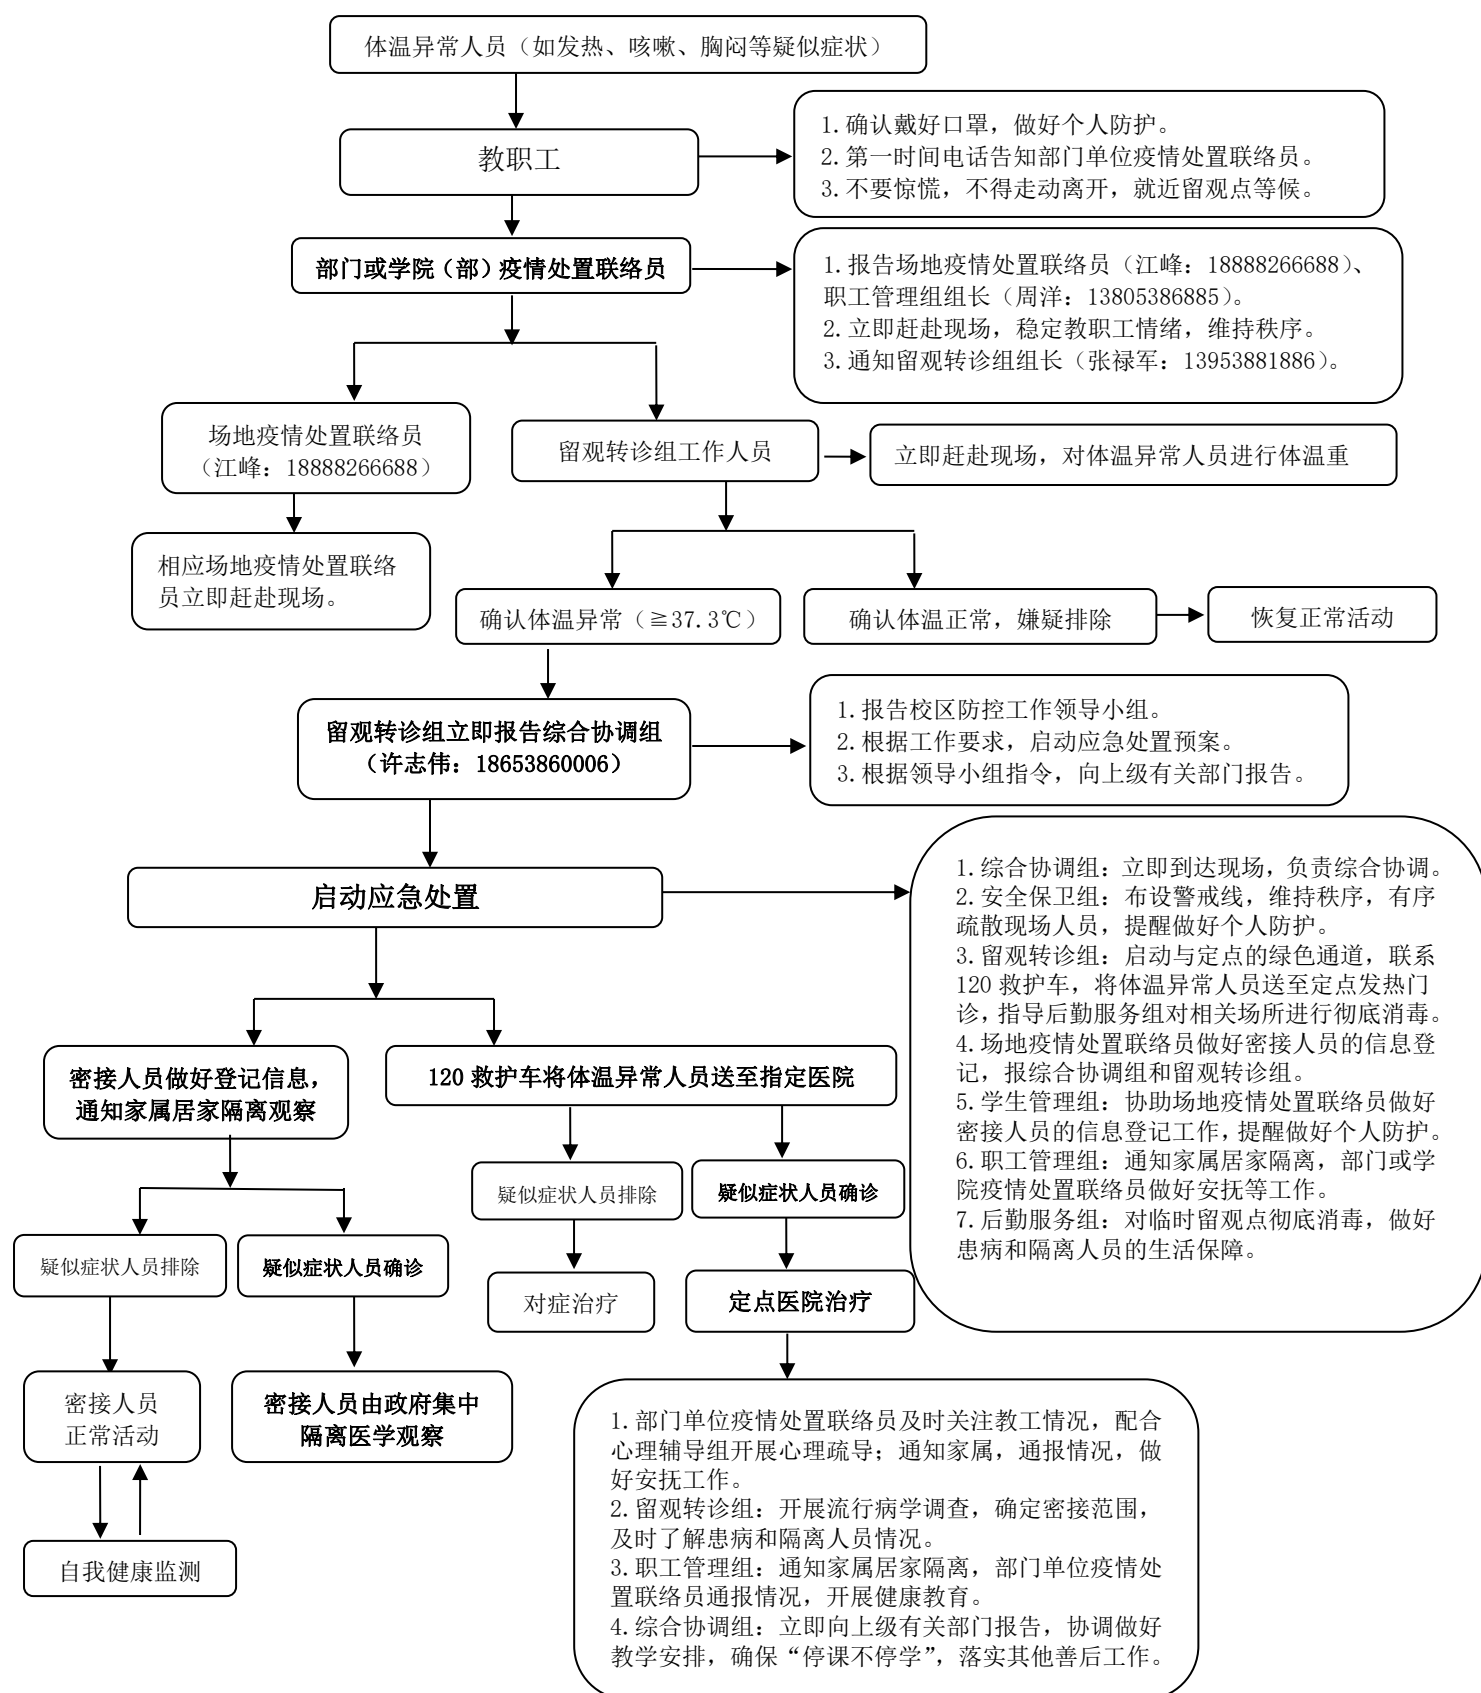 体温异常人员（如发热、咳嗽、胸闷等疑似症状）
教职工
1.确认戴好口罩，做好个人防护。
2.第一时间电话告知部门单位疫情处置联络员。
3.不要惊慌，不得走动离开，就近留观点等候。
部门或学院（部）疫情处置联络员
1.报告场地疫情处置联络员（江峰：18888266688）、
职工管理组组长（周洋：13805386885）。
2.立即赶赴现场，稳定教职工情绪，维持秩序。
3.通知留观转诊组组长（张禄军：13953881886）。
场地疫情处置联络员
（江峰：18888266688）
留观转诊组工作人员
立即赶赴现场，对体温异常人员进行体温重
相应场地疫情处置联络
员立即赶赴现场。
确认体温异常（≧37.3℃）
确认体温正常，嫌疑排除
恢复正常活动
留观转诊组立即报告综合协调组
（许志伟：18653860006）
1.报告校区防控工作领导小组。
2.根据工作要求，启动应急处置预案。
3.根据领导小组指令，向上级有关部门报告。
启动应急处置
1.综合协调组：立即到达现场，负责综合协调。
2.安全保卫组：布设警戒线，维持秩序，有序
疏散现场人员，提醒做好个人防护。
3.留观转诊组：启动与定点的绿色通道，联系
120救护车，将体温异常人员送至定点发热门
诊，指导后勤服务组对相关场所进行彻底消毒。
4.场地疫情处置联络员做好密接人员的信息登
记，报综合协调组和留观转诊组。
5.学生管理组：协助场地疫情处置联络员做好
密接人员的信息登记工作，提醒做好个人防护。
6.职工管理组：通知家属居家隔离，部门或学
院疫情处置联络员做好安抚等工作。
7.后勤服务组：对临时留观点彻底消毒，做好
患病和隔离人员的生活保障。
密接人员做好登记信息，
通知家属居家隔离观察
120救护车将体温异常人员送至指定医院
疑似症状人员排除
疑似症状人员确诊
疑似症状人员排除
疑似症状人员确诊
对症治疗
定点医院治疗
密接人员
正常活动
密接人员由政府集中
隔离医学观察
自我健康监测
1.部门单位疫情处置联络员及时关注教工情况，配合
心理辅导组开展心理疏导；通知家属，通报情况，做
好安抚工作。
2.留观转诊组：开展流行病学调查，确定密接范围，
及时了解患病和隔离人员情况。
3.职工管理组：通知家属居家隔离，部门单位疫情处
置联络员通报情况，开展健康教育。
4.综合协调组：立即向上级有关部门报告，协调做好
教学安排，确保“停课不停学”，落实其他善后工作。